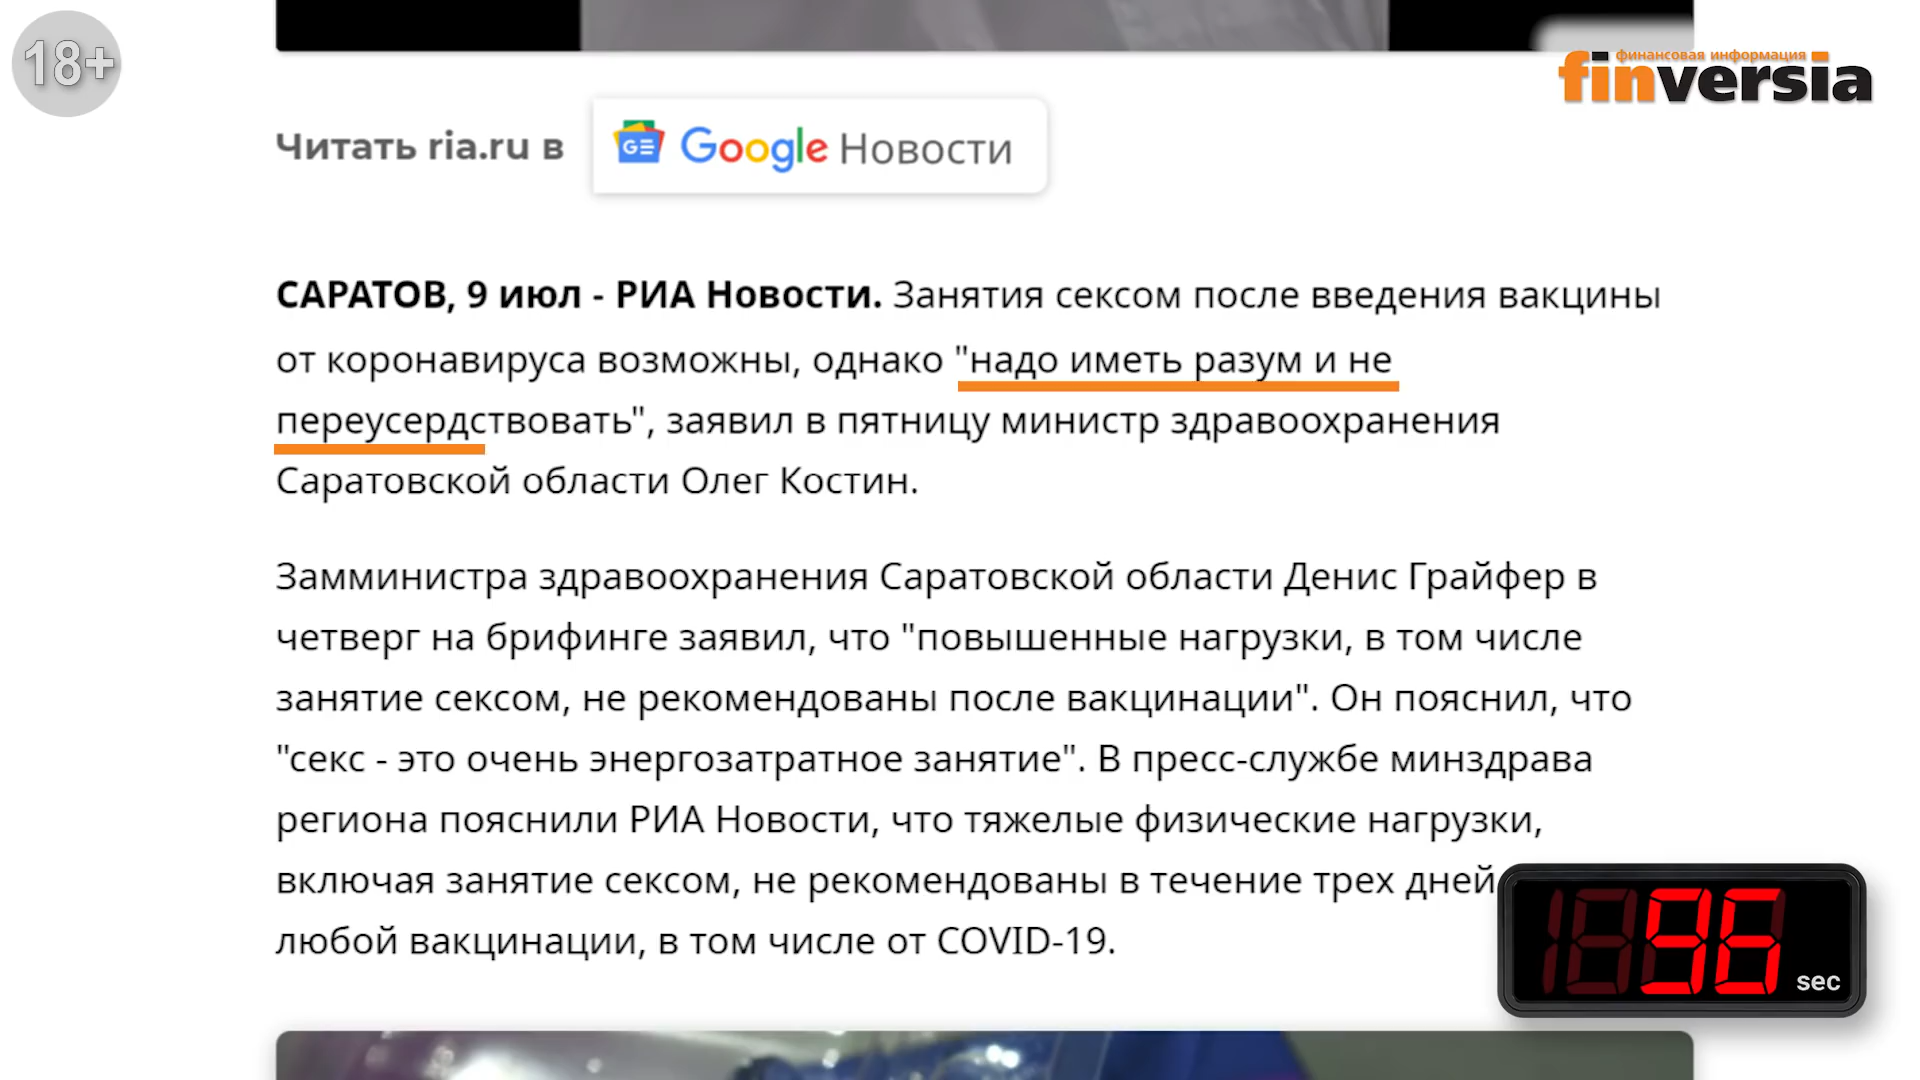 18+
финансовая информация
finversia
Читать ria.ru в GE Google Новости
САРАТОВ, 9 июл - РИА Новости. Занятия сексом после введения вакцины
от коронавируса возможны, однако "надо иметь разум и не
переусердствовать", заявил в пятницу министр здравоохранения
Саратовской области Олег Костин.
Замминистра здравоохранения Саратовской области Денис Грайфер в
четверг на брифинге заявил, что "повышенные нагрузки, в том числе
занятие сексом, не рекомендованы после вакцинации". Он пояснил, что
"секс - это очень энергозатратное занятие". В пресс-службе минздрава
региона пояснили РИА Новости, что тяжелые физические нагрузки,
включая занятие сексом, не рекомендованы в течение трех дней
любой вакцинации, в том числе от COVID-19.
96 sec